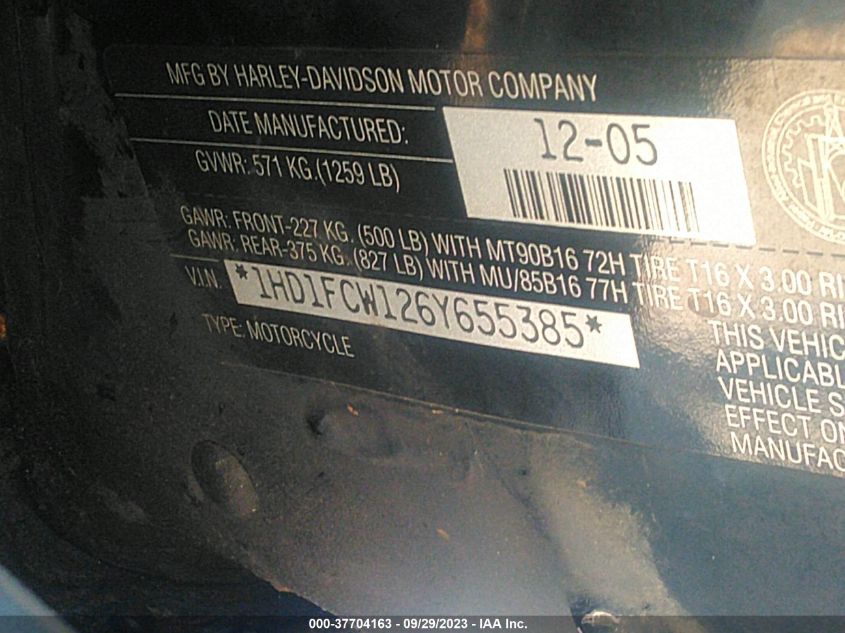 MFG BY HARLEY-DAVIDSON MOTOR COMPANY
DATE MANUFACTURED: 12-05
GVWR: 571 KG.(1259 LB)
GAWR: FRONT-227 KG. (500 LB) WITH MT90B16 72H TIRE T16 X 3.00 RI
GAWR: REAR-375 KG. (827 LB) WITH MU/85B16 77H TIRE T16 X 3.00 RI
V.I.N. *1HD1FCW126Y655385*
TYPE: MOTORCYCLE
THIS VEHIC
APPLICABL
VEHICLE S
EFFECT ON
MANUFAC
000-37704163 - 09/29/2023 - IAA Inc.